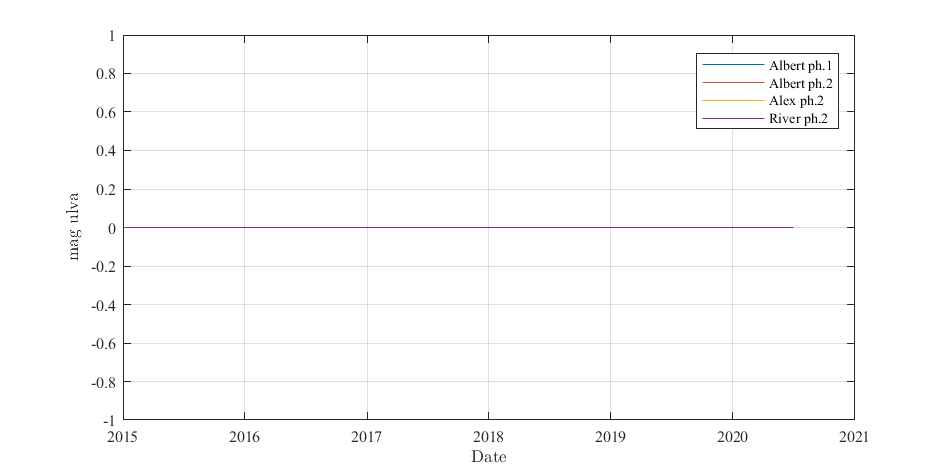 1
0.8
0.6
0.4
0.2
0
-0.2
-0.4
-0.6
-0.8
-1
mag ulva
Albert ph.1
Albert ph.2
Alex ph.2
River ph.2
2015 2016 2017 2018 2019 2020 2021
Date